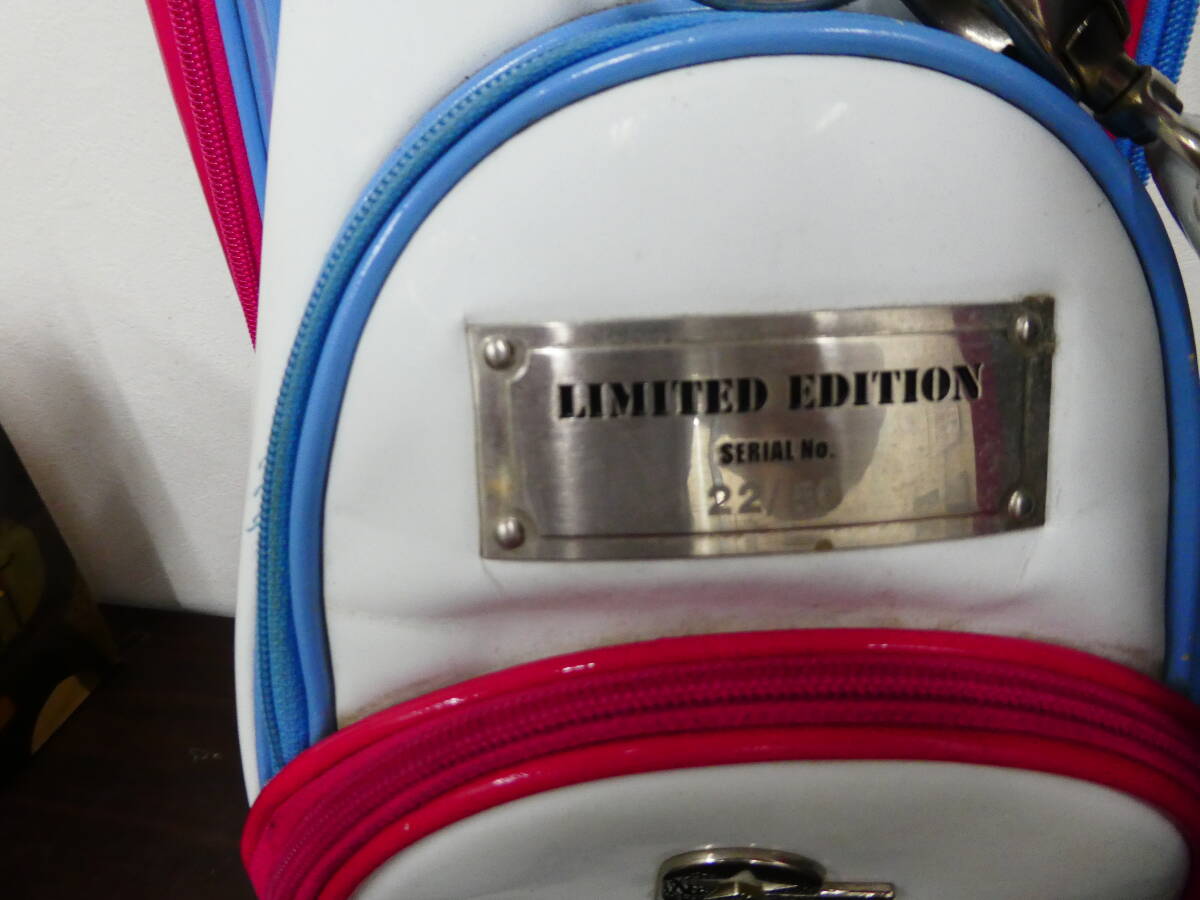 LIMITED EDITION
SERIAL No.
22/50